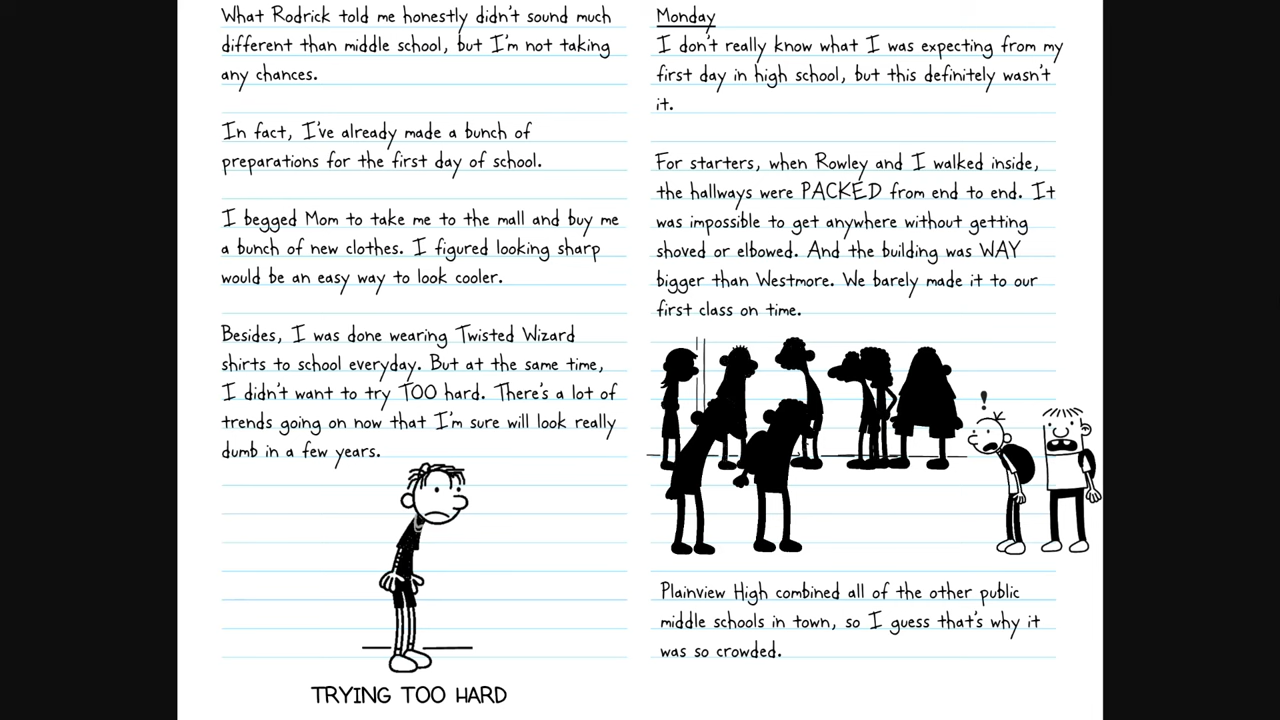 What Rodrick told me honestly didn't sound much
different than middle school, but I'm not taking
any chances.
In fact, I've already made a bunch of
preparations for the first day of school.
I begged Mom to take me to the mall and buy me
a bunch of new clothes. I figured looking sharp
would be an easy way to look cooler.
Besides, I was done wearing Twisted Wizard
shirts to school everyday. But at the same time,
I didn't want to try TOO hard. There's a lot of
trends going on now that I'm sure will look really
dumb in a few years.
TRYING TOO HARD
Monday
I don't really know what I was expecting from my
first day in high school, but this definitely wasn't
it.
For starters, when Rowley and I walked inside,
the hallways were PACKED from end to end. It
was impossible to get anywhere without getting
shoved or elbowed. And the building was WAY
bigger than Westmore. We barely made it to our
first class on time.
!
Plainview High combined all of the other public
middle schools in town, so I guess that's why it
was so crowded.